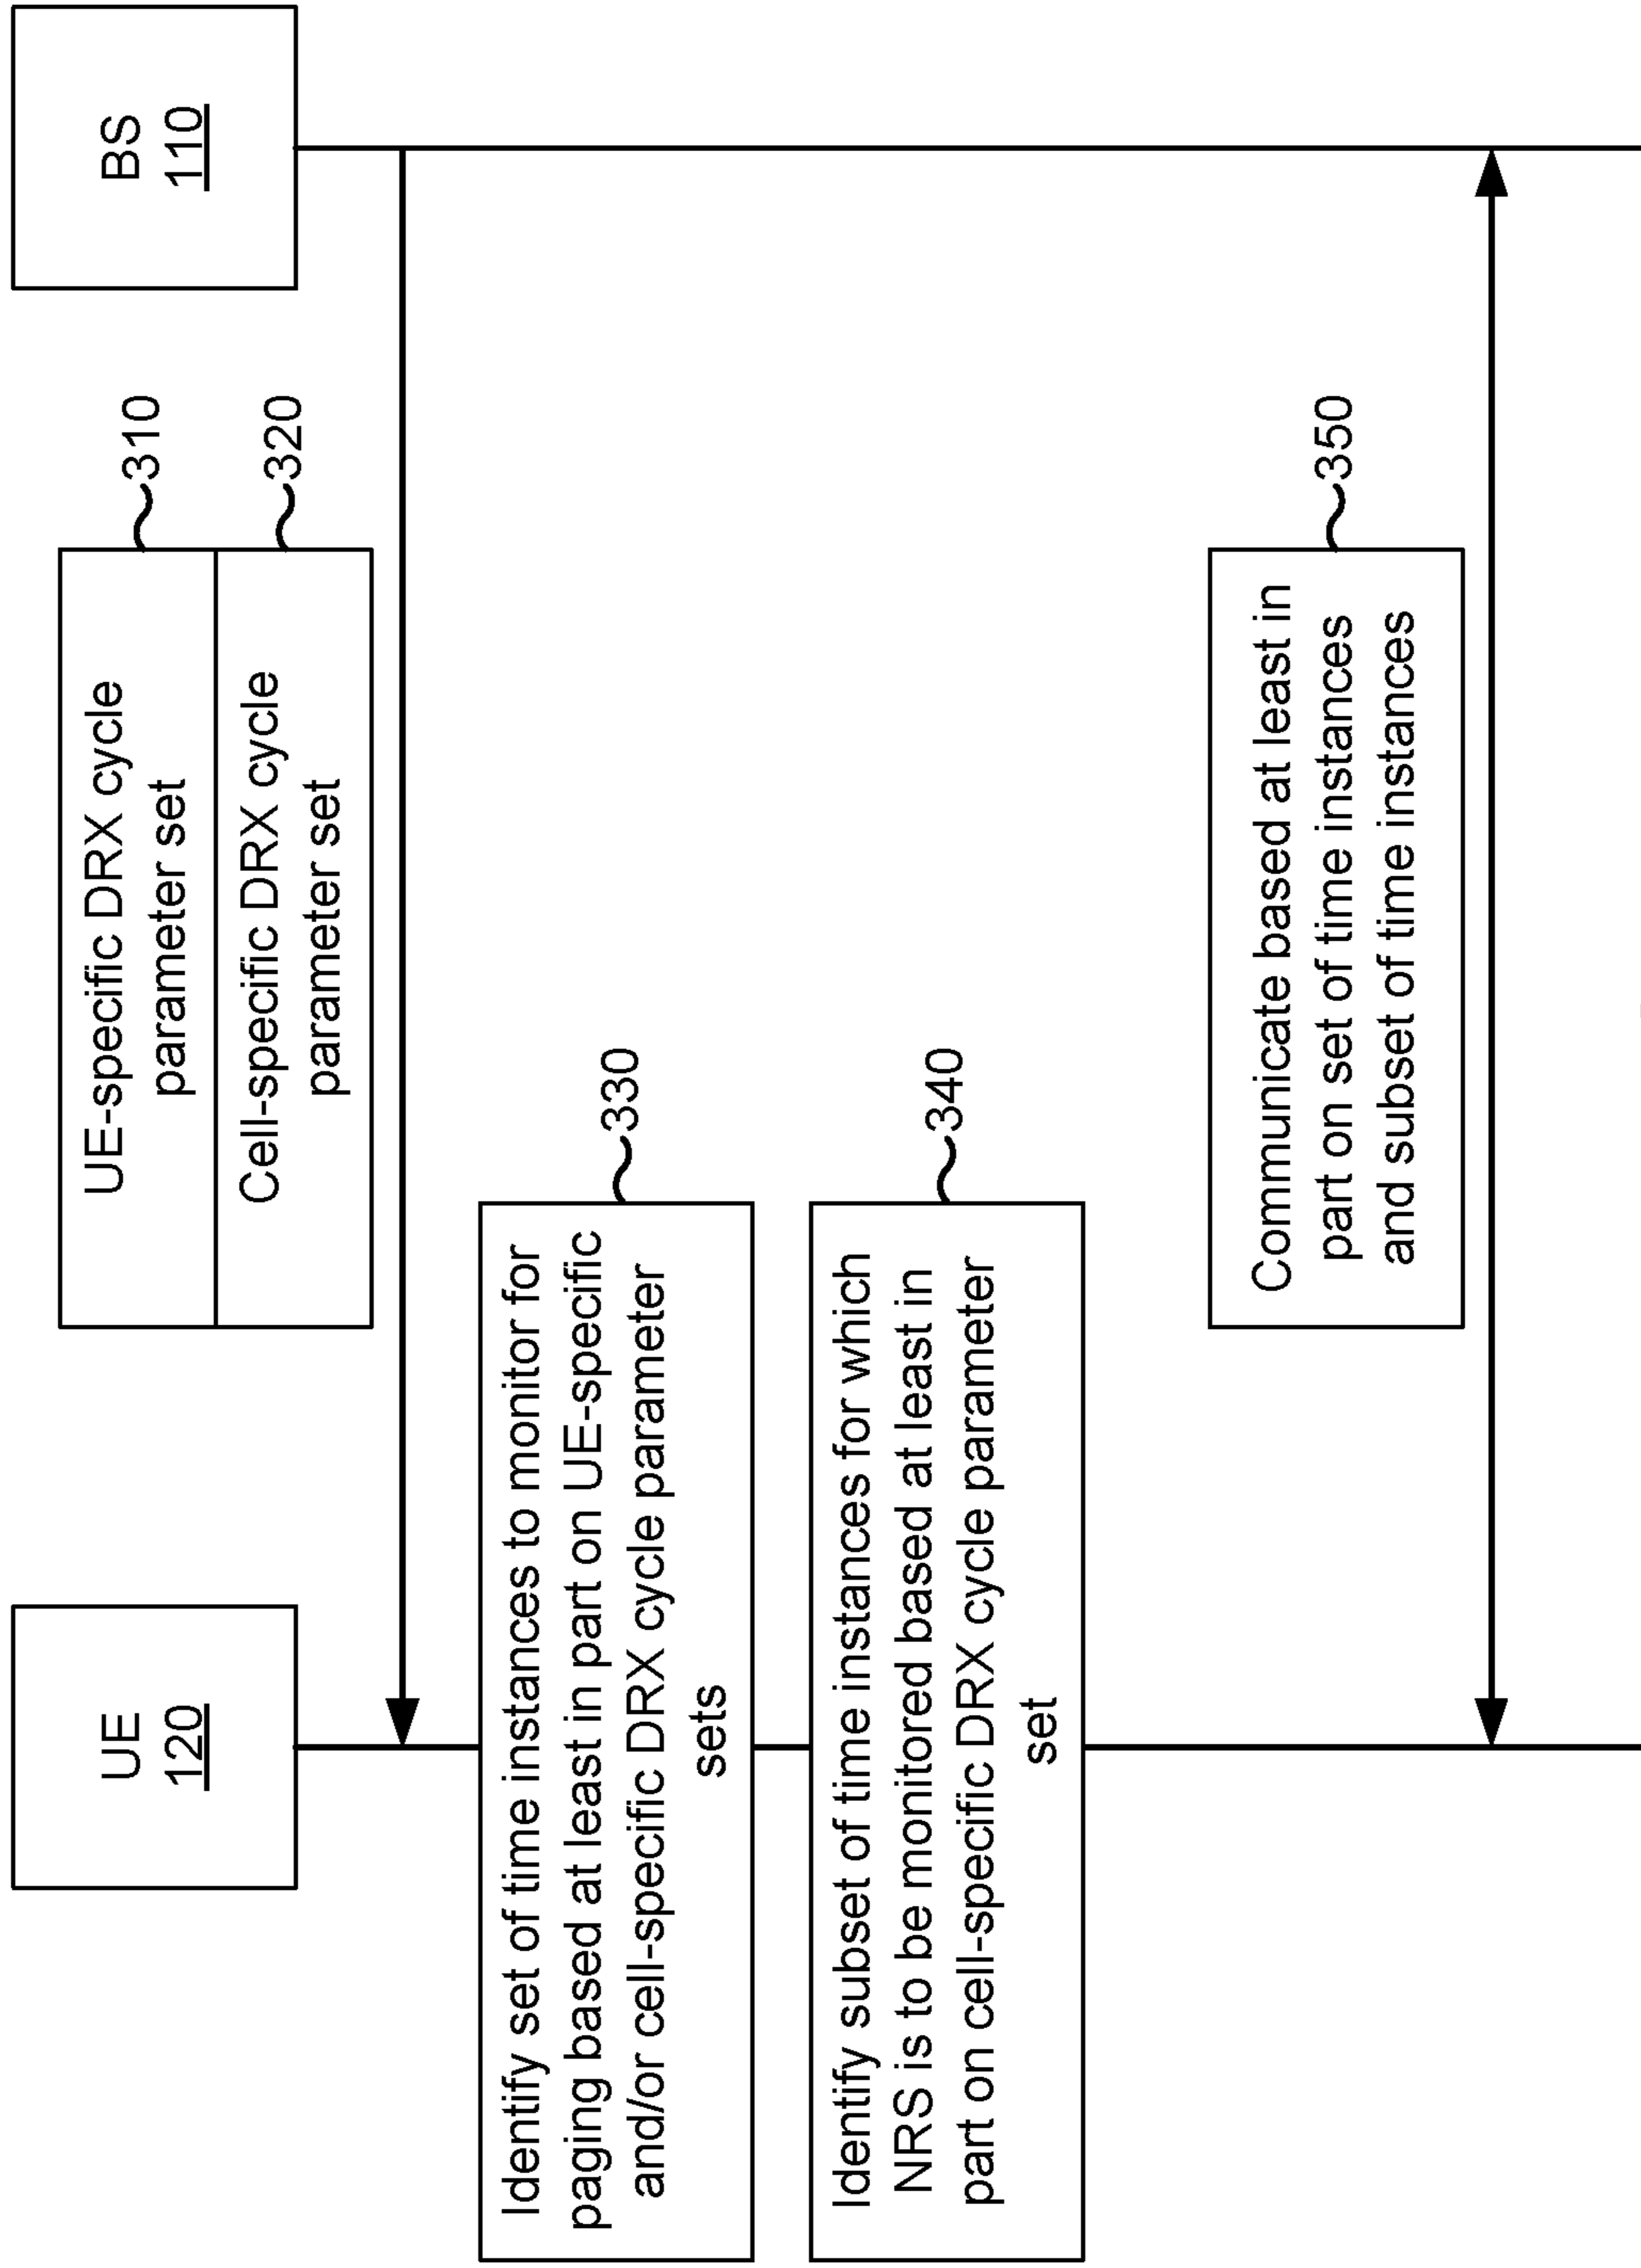 UE
120
BS
110
UE-specific DRX cycle
parameter set
310
Cell-specific DRX cycle
parameter set
320
Identify set of time instances to monitor for
paging based at least in part on UE-specific
and/or cell-specific DRX cycle parameter
sets
330
Identify subset of time instances for which
NRS is to be monitored based at least in
part on cell-specific DRX cycle parameter
set
340
Communicate based at least in
part on set of time instances
and subset of time instances
350